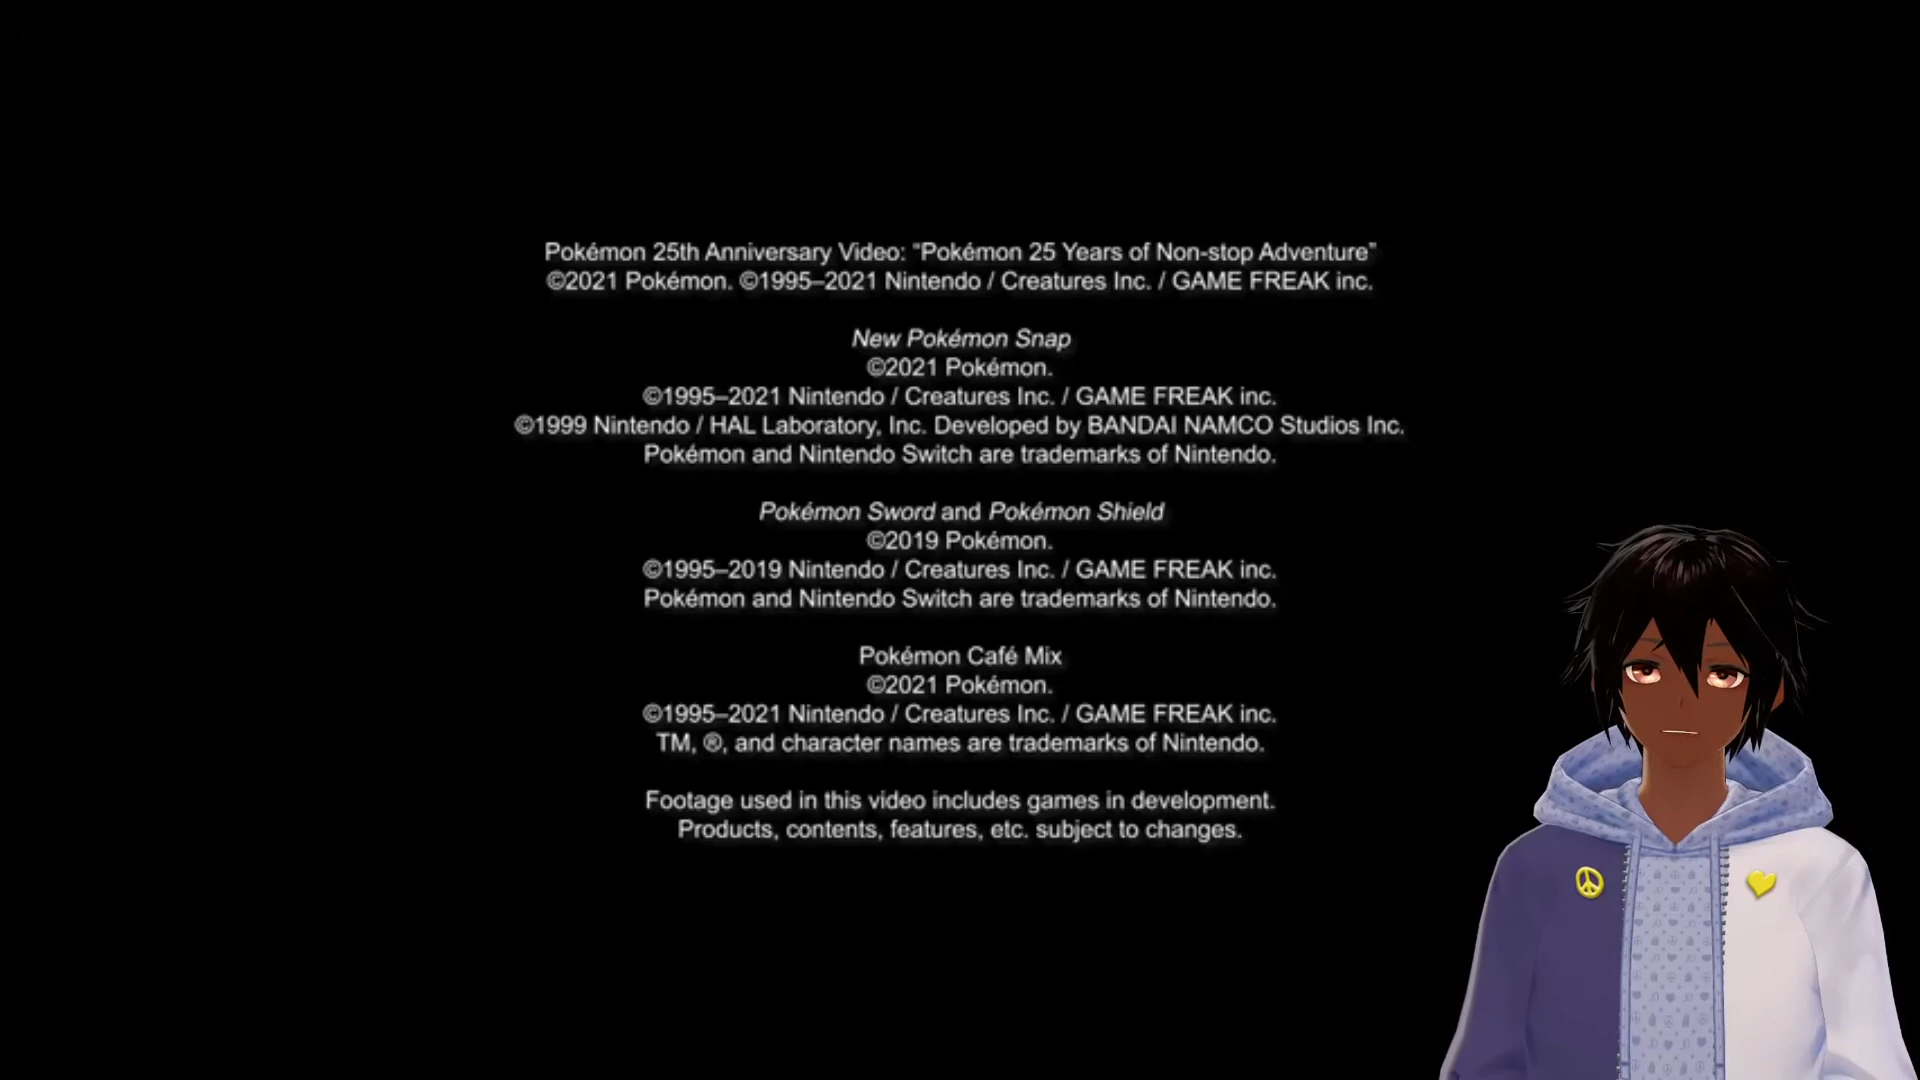 Pokémon 25th Anniversary Video: “Pokémon 25 Years of Non-stop Adventure”
©2021 Pokémon. ©1995–2021 Nintendo / Creatures Inc. / GAME FREAK inc.
New Pokémon Snap
©2021 Pokémon.
©1995–2021 Nintendo / Creatures Inc. / GAME FREAK inc.
©1999 Nintendo / HAL Laboratory, Inc. Developed by BANDAI NAMCO Studios Inc.
Pokémon and Nintendo Switch are trademarks of Nintendo.
Pokémon Sword and Pokémon Shield
©2019 Pokémon.
©1995–2019 Nintendo / Creatures Inc. / GAME FREAK inc.
Pokémon and Nintendo Switch are trademarks of Nintendo.
Pokémon Café Mix
©2021 Pokémon.
©1995–2021 Nintendo / Creatures Inc. / GAME FREAK inc.
TM, ®, and character names are trademarks of Nintendo.
Footage used in this video includes games in development.
Products, contents, features, etc. subject to changes.